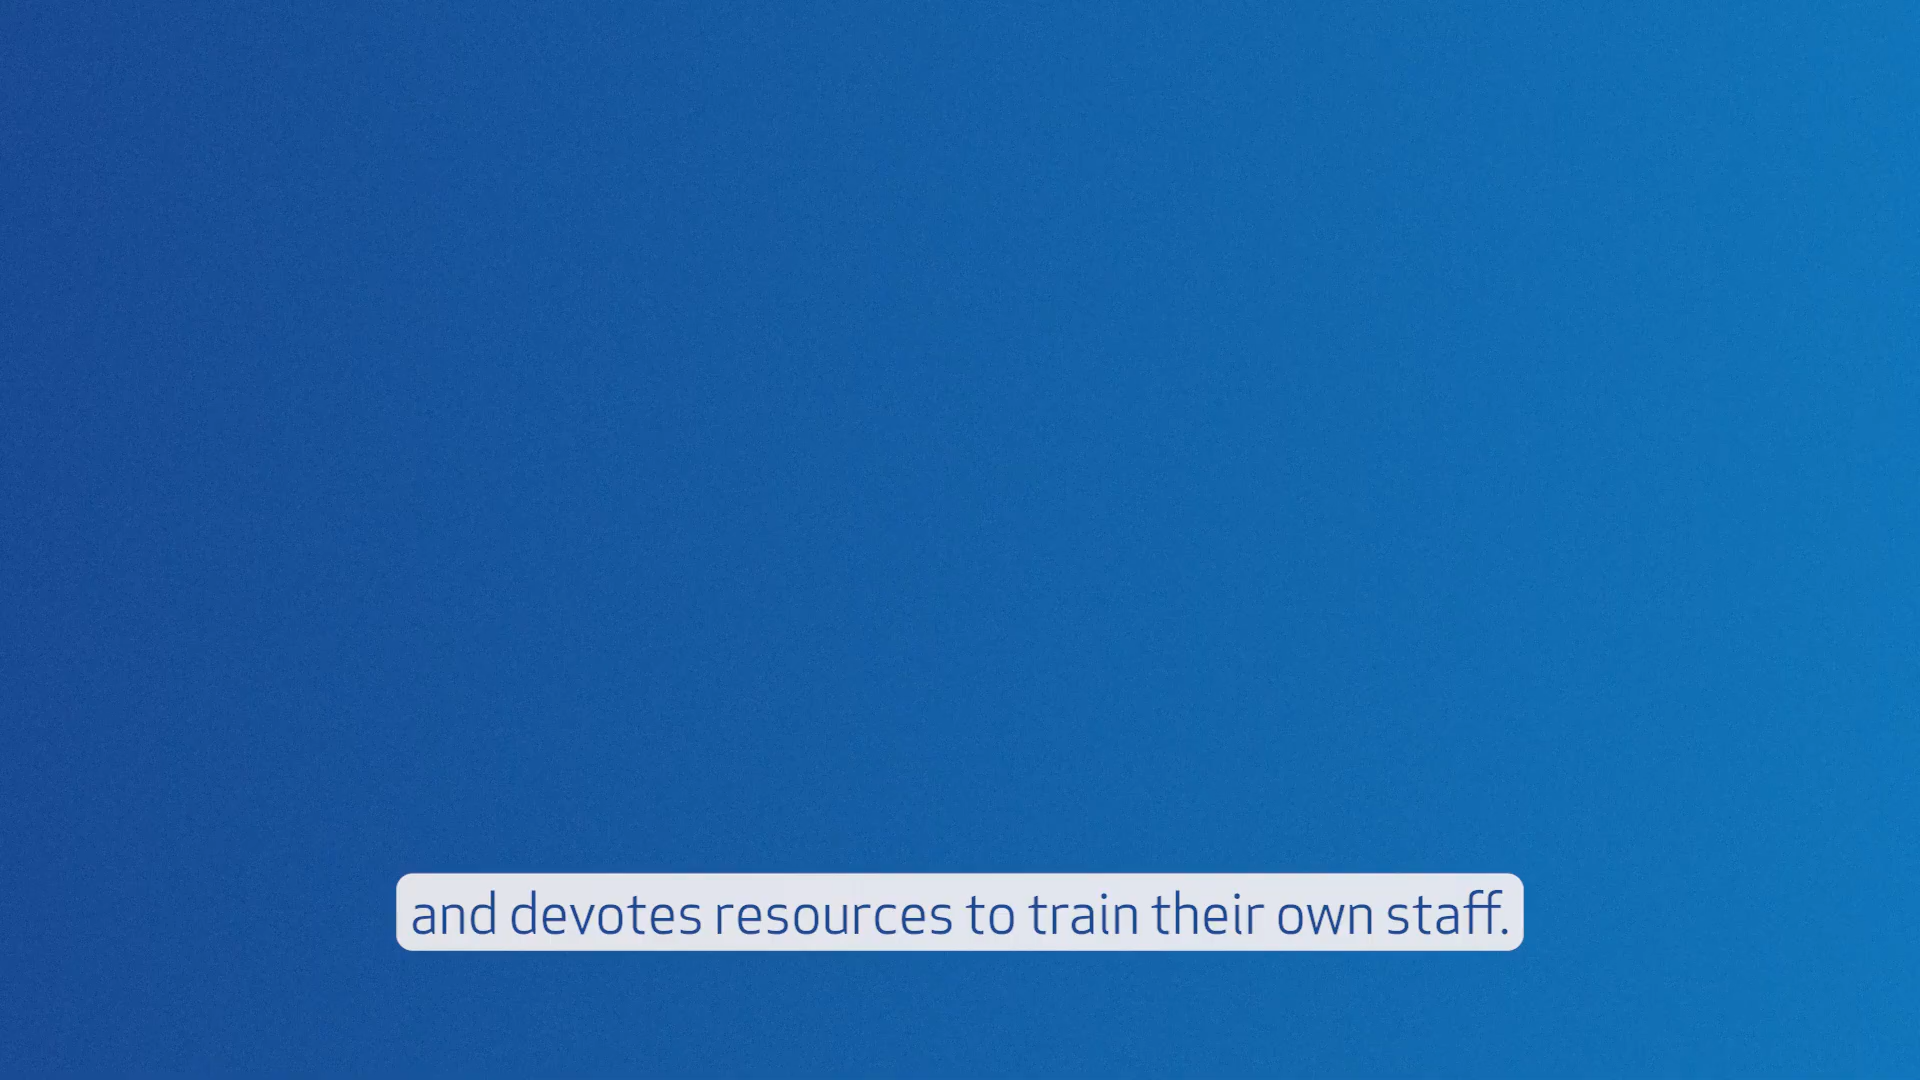 and devotes resources to train their own staff.